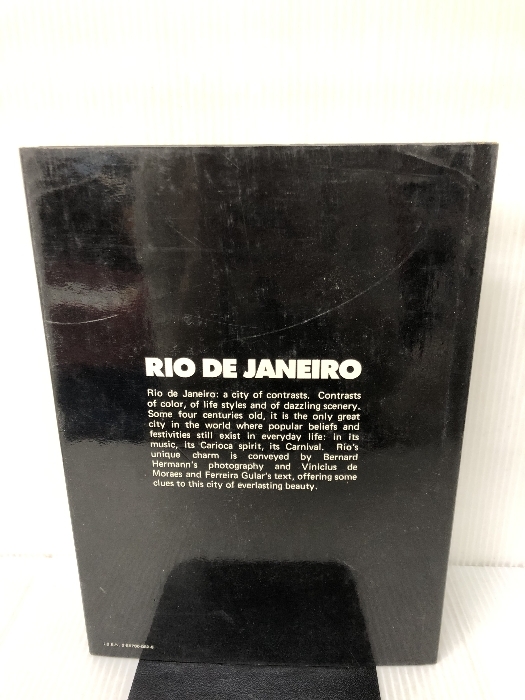 RIO DE JANEIRO
Rio de Janeiro: a city of contrasts. Contrasts
of color, of life styles and of dazzling scenery.
Some four centuries old, it is the only great
city in the world where popular beliefs and
festivities still exist in everyday life: in its
music, its Carioca spirit, its Carnival. Rio's
unique charm is conveyed by Bernard
Hermann's photography and Vinicius de
Moraes and Ferreira Gular's text, offering some
clues to this city of everlasting beauty.